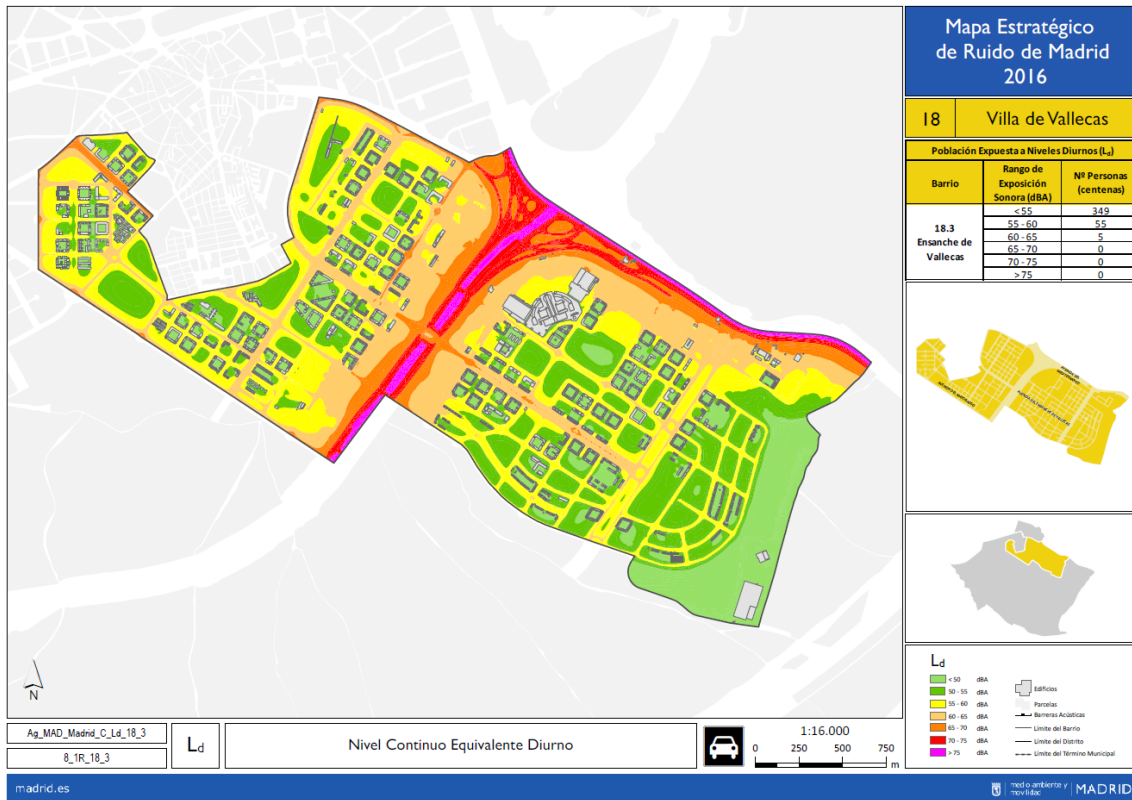 Mapa Estratégico
de Ruido de Madrid
2016
18 Villa de Vallecas
Población Expuesta a Niveles Diurnos (Ld)
Barrio
Rango de
Exposición
Sonora (dBA)
Nº Personas
(centenas)
18.3
Ensanche de
Vallecas
<55 349
55 - 60 55
60 - 65 5
65 - 70 0
70 - 75 0
>75 0
Ld
< 50 dBA
50 - 55 dBA
55 - 60 dBA
60 - 65 dBA
65 - 70 dBA
70 - 75 dBA
> 75 dBA
Edificios
Parcelas
Barreras Acústicas
Límite del Barrio
Límite del Distrito
Límite del Término Municipal
N
Ag_MAD_Madrid_C_Ld_18_3
8_1R_18_3
Ld
Nivel Continuo Equivalente Diurno
1:16.000
0 250 500 750
m
madrid.es
medio ambiente y
movilidad
MADRID